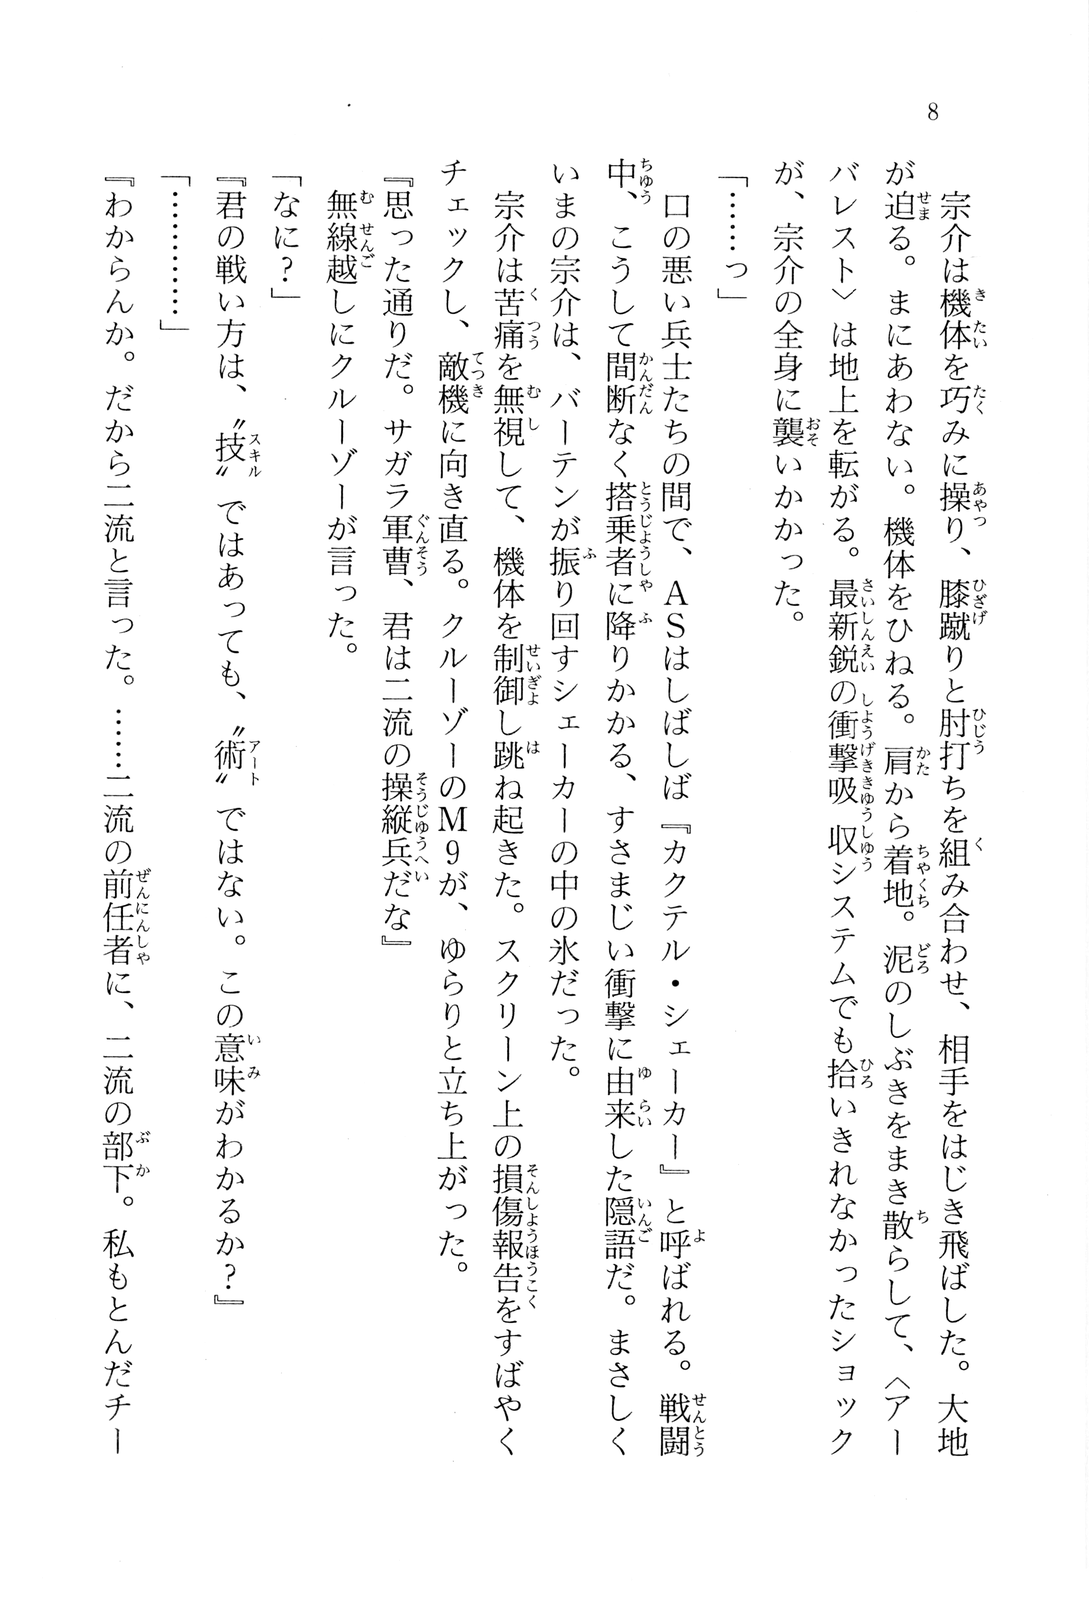 8
宗介は機体を巧みに操り、膝蹴りと肘打ちを組み合わせ、相手をはじき飛ばした。大地
が迫る。まにあわない。機体をひねる。肩から着地。泥のしぶきをまき散らして、〈アー
バレスト〉は地上を転がる。最新鋭の衝撃吸収システムでも拾いきれなかったショック
が、宗介の全身に襲いかかった。
「……っ」
口の悪い兵士たちの間で、ＡＳはしばしば『カクテル・シェーカー』と呼ばれる。戦闘
中、こうして間断なく搭乗者に降りかかる、すさまじい衝撃に由来した隠語だ。まさしく
いまの宗介は、バーテンが振り回すシェーカーの中の氷だった。
宗介は苦痛を無視して、機体を制御し跳ね起きた。スクリーン上の損傷報告をすばやく
チェックし、敵機に向き直る。クルーゾーのＭ９が、ゆらりと立ち上がった。
『思った通りだ。サガラ軍曹、君は二流の操縦兵だな』
無線越しにクルーゾーが言った。
「なに？」
『君の戦い方は、〝技〟ではあっても、〝術〟ではない。この意味がわかるか？』
「…………」
『わからんか。だから二流と言った。……二流の前任者に、二流の部下。私もとんだチー